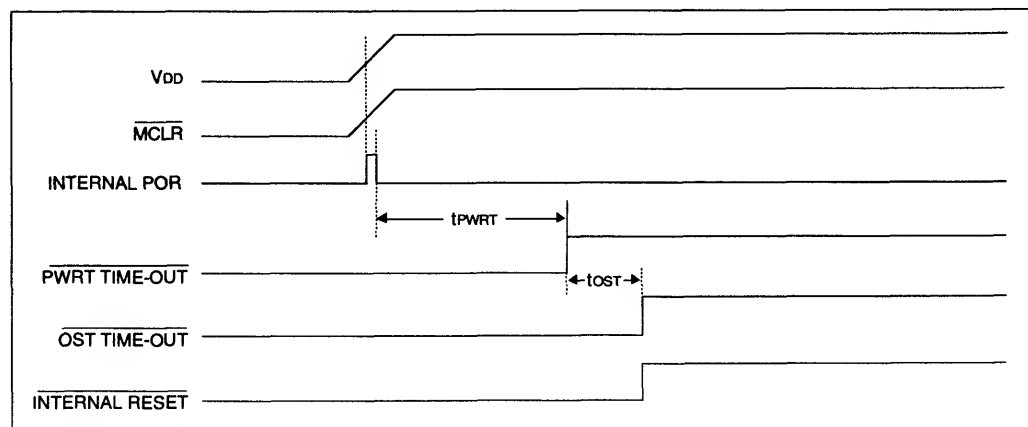 VDD
MCLR
INTERNAL POR
tPWRT
PWRT TIME-OUT
tOST
OST TIME-OUT
INTERNAL RESET